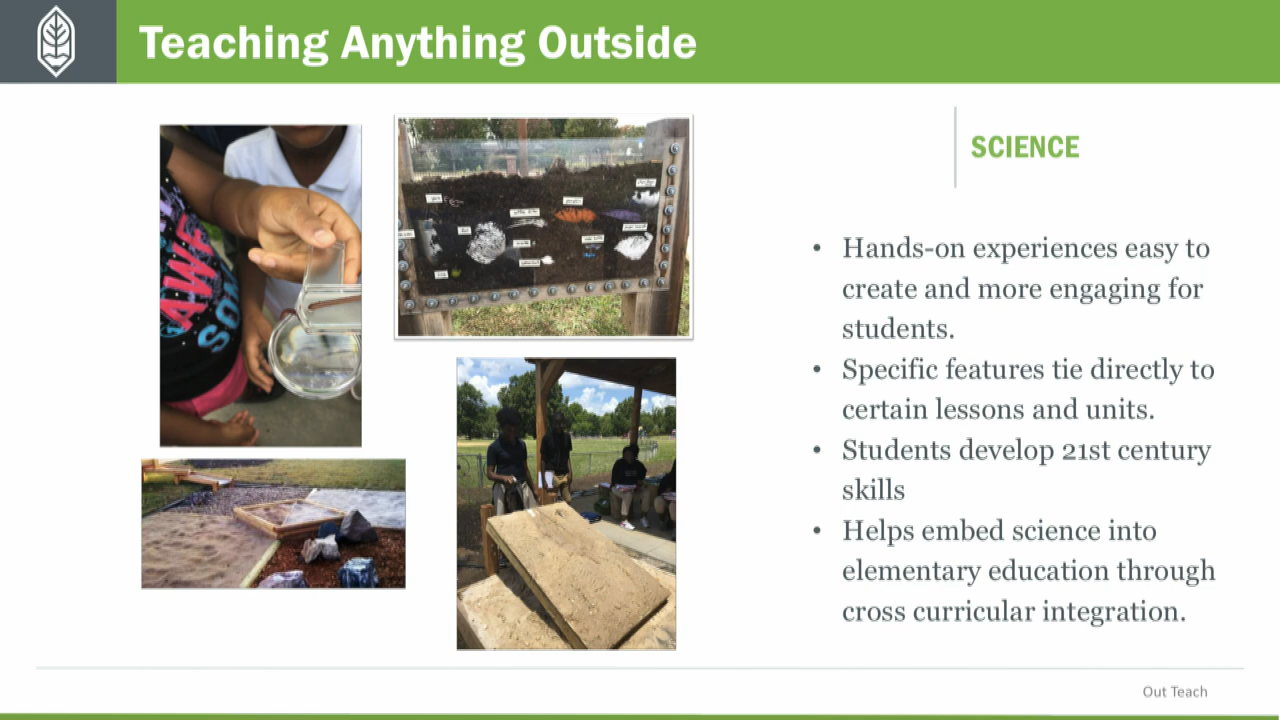 Teaching Anything Outside
SCIENCE
• Hands-on experiences easy to
create and more engaging for
students.
• Specific features tie directly to
certain lessons and units.
• Students develop 21st century
skills
• Helps embed science into
elementary education through
cross curricular integration.
Out Teach